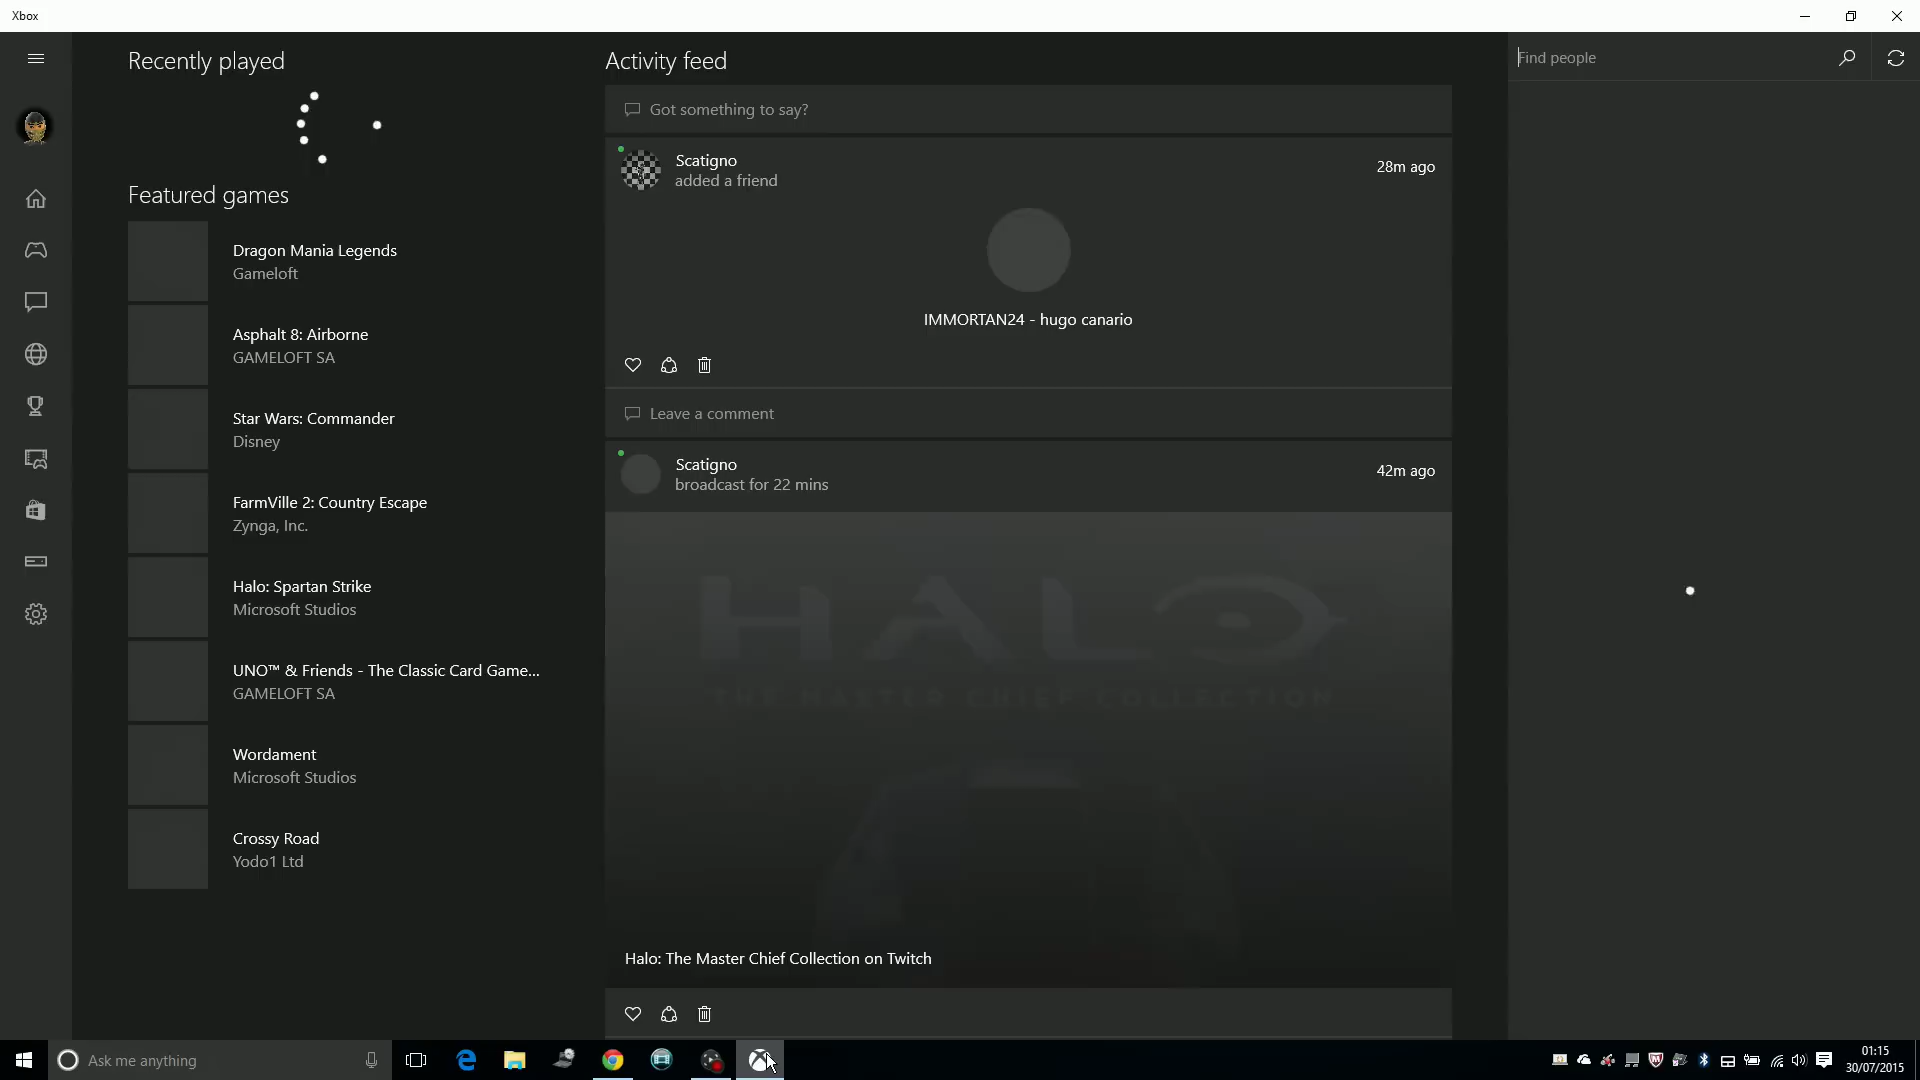 Xbox
Recently played
Featured games
Dragon Mania Legends
Gameloft
Asphalt 8: Airborne
GAMELOFT SA
Star Wars: Commander
Disney
FarmVille 2: Country Escape
Zynga, Inc.
Halo: Spartan Strike
Microsoft Studios
UNO™ & Friends - The Classic Card Game...
GAMELOFT SA
Wordament
Microsoft Studios
Crossy Road
Yodo1 Ltd
Activity feed
Got something to say?
Scatigno
added a friend
28m ago
IMMORTAN24 - hugo canario
Leave a comment
Scatigno
broadcast for 22 mins
42m ago
HALO
THE MASTER CHIEF COLLECTION
Halo: The Master Chief Collection on Twitch
Find people
Ask me anything
01:15
30/07/2015